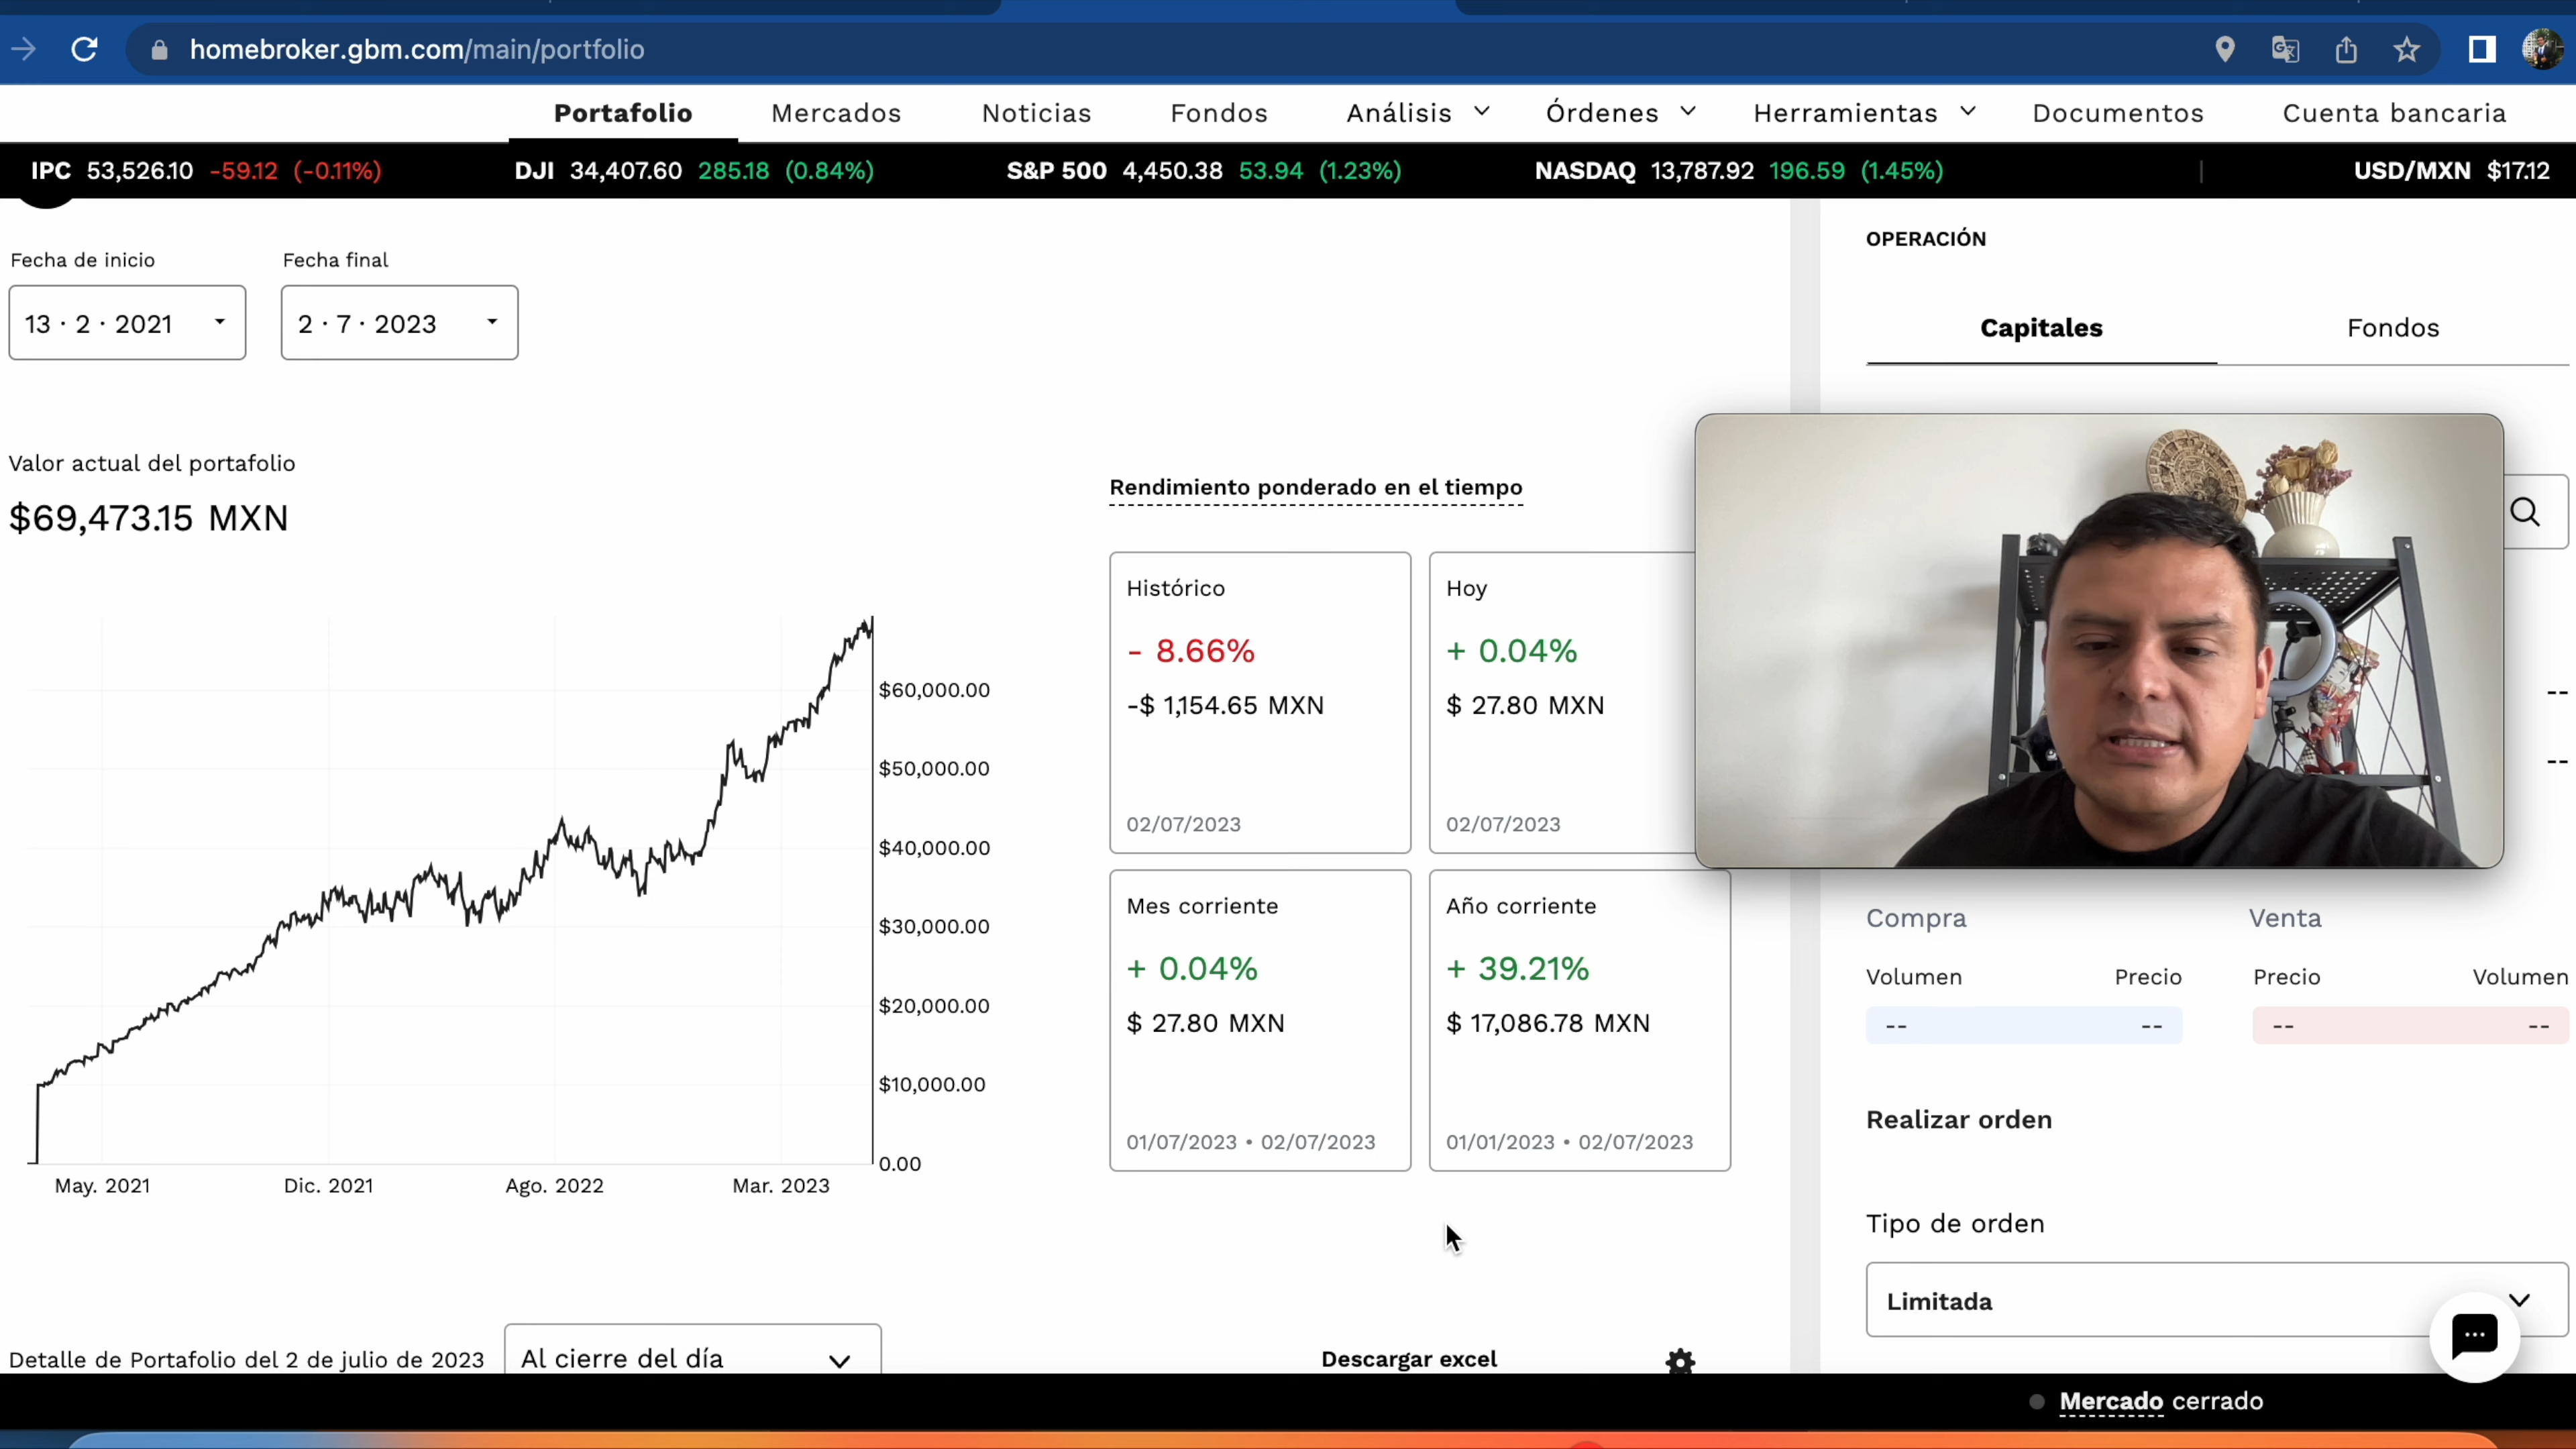 homebroker.gbm.com/main/portfolio
Portafolio Mercados Noticias Fondos Análisis Órdenes Herramientas Documentos Cuenta bancaria
IPC 53,526.10 -59.12 (-0.11%) DJI 34,407.60 285.18 (0.84%) S&P 500 4,450.38 53.94 (1.23%) NASDAQ 13,787.92 196.59 (1.45%) | USD/MXN $17.12
Fecha de inicio Fecha final
13 · 2 · 2021 2 · 7 · 2023
Valor actual del portafolio
$69,473.15 MXN
$60,000.00
$50,000.00
$40,000.00
$30,000.00
$20,000.00
$10,000.00
0.00
May. 2021 Dic. 2021 Ago. 2022 Mar. 2023
Rendimiento ponderado en el tiempo
Histórico
- 8.66%
-$ 1,154.65 MXN
02/07/2023
Hoy
+ 0.04%
$ 27.80 MXN
02/07/2023
Mes corriente
+ 0.04%
$ 27.80 MXN
01/07/2023 • 02/07/2023
Año corriente
+ 39.21%
$ 17,086.78 MXN
01/01/2023 • 02/07/2023
Detalle de Portafolio del 2 de julio de 2023 Al cierre del día Descargar excel
OPERACIÓN
Capitales Fondos
--
--
Compra Venta
Volumen Precio Precio Volumen
-- -- -- --
Realizar orden
Tipo de orden
Limitada
Mercado cerrado